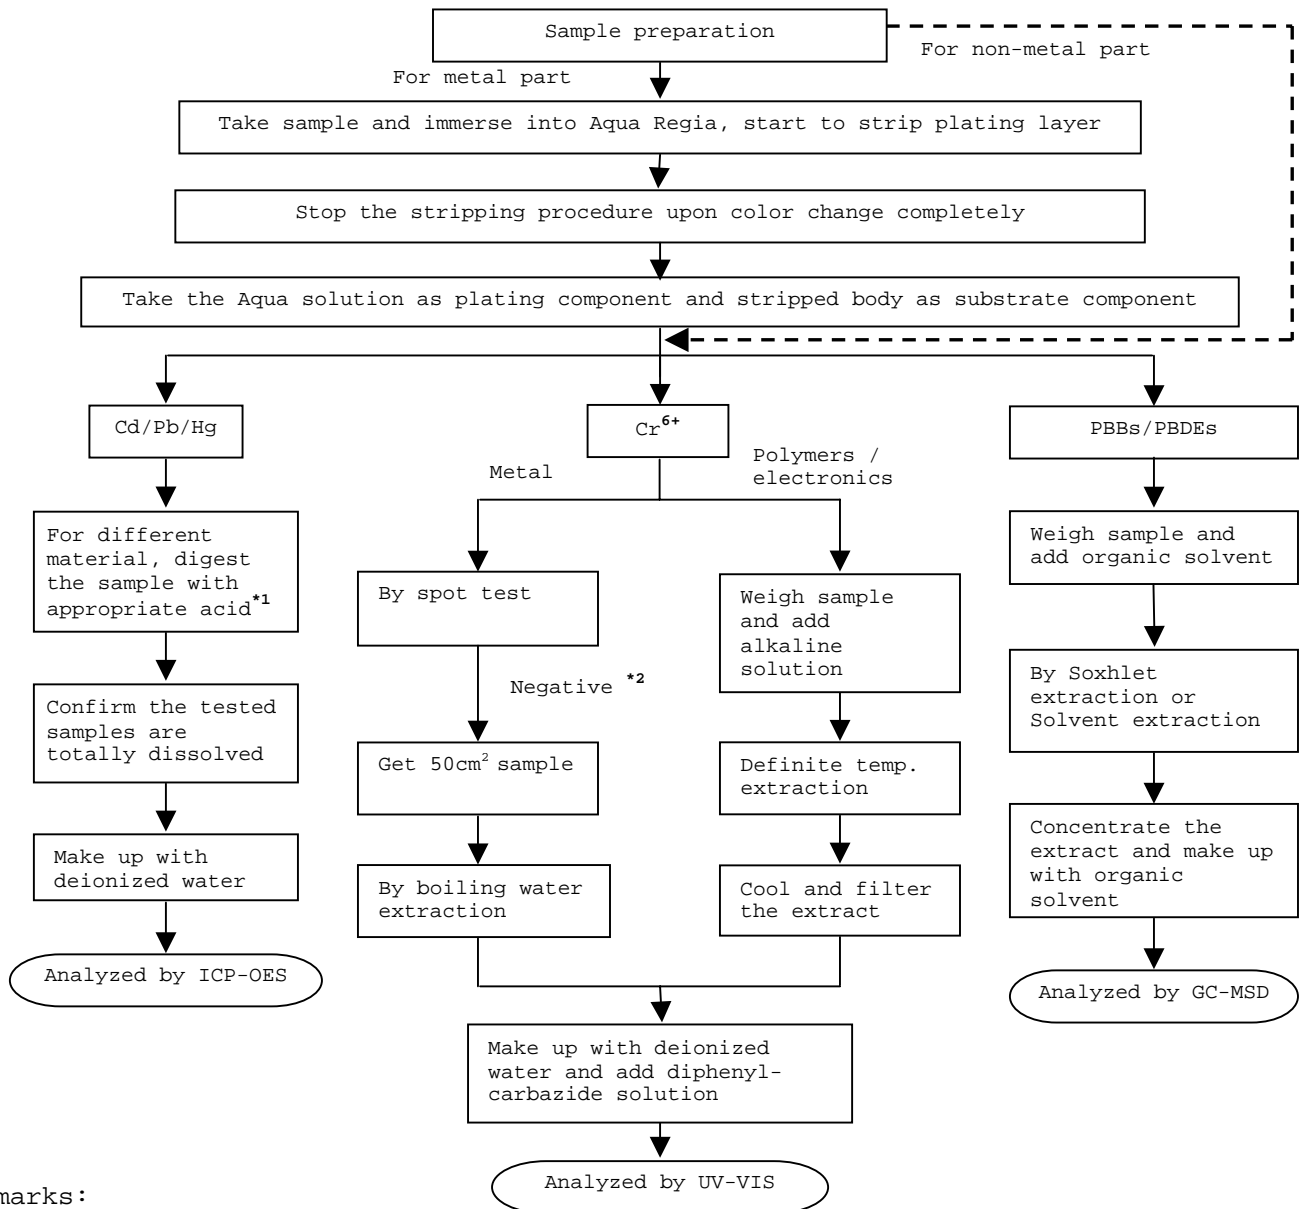 Sample preparation
For non-metal part
For metal part
Take sample and immerse into Aqua Regia, start to strip plating layer
Stop the stripping procedure upon color change completely
Take the Aqua solution as plating component and stripped body as substrate component
Cd/Pb/Hg
Cr⁶⁺
PBBs/PBDEs
Metal
Polymers /
electronics
For different
material, digest
the sample with
appropriate acid*1
Confirm the tested
samples are
totally dissolved
Make up with
deionized water
Analyzed by ICP-OES
By spot test
Negative *2
Get 50cm² sample
By boiling water
extraction
Weigh sample
and add
alkaline
solution
Definite temp.
extraction
Cool and filter
the extract
Make up with deionized
water and add diphenyl-
carbazide solution
Analyzed by UV-VIS
Weigh sample and
add organic solvent
By Soxhlet
extraction or
Solvent extraction
Concentrate the
extract and make up
with organic
solvent
Analyzed by GC-MSD
marks: